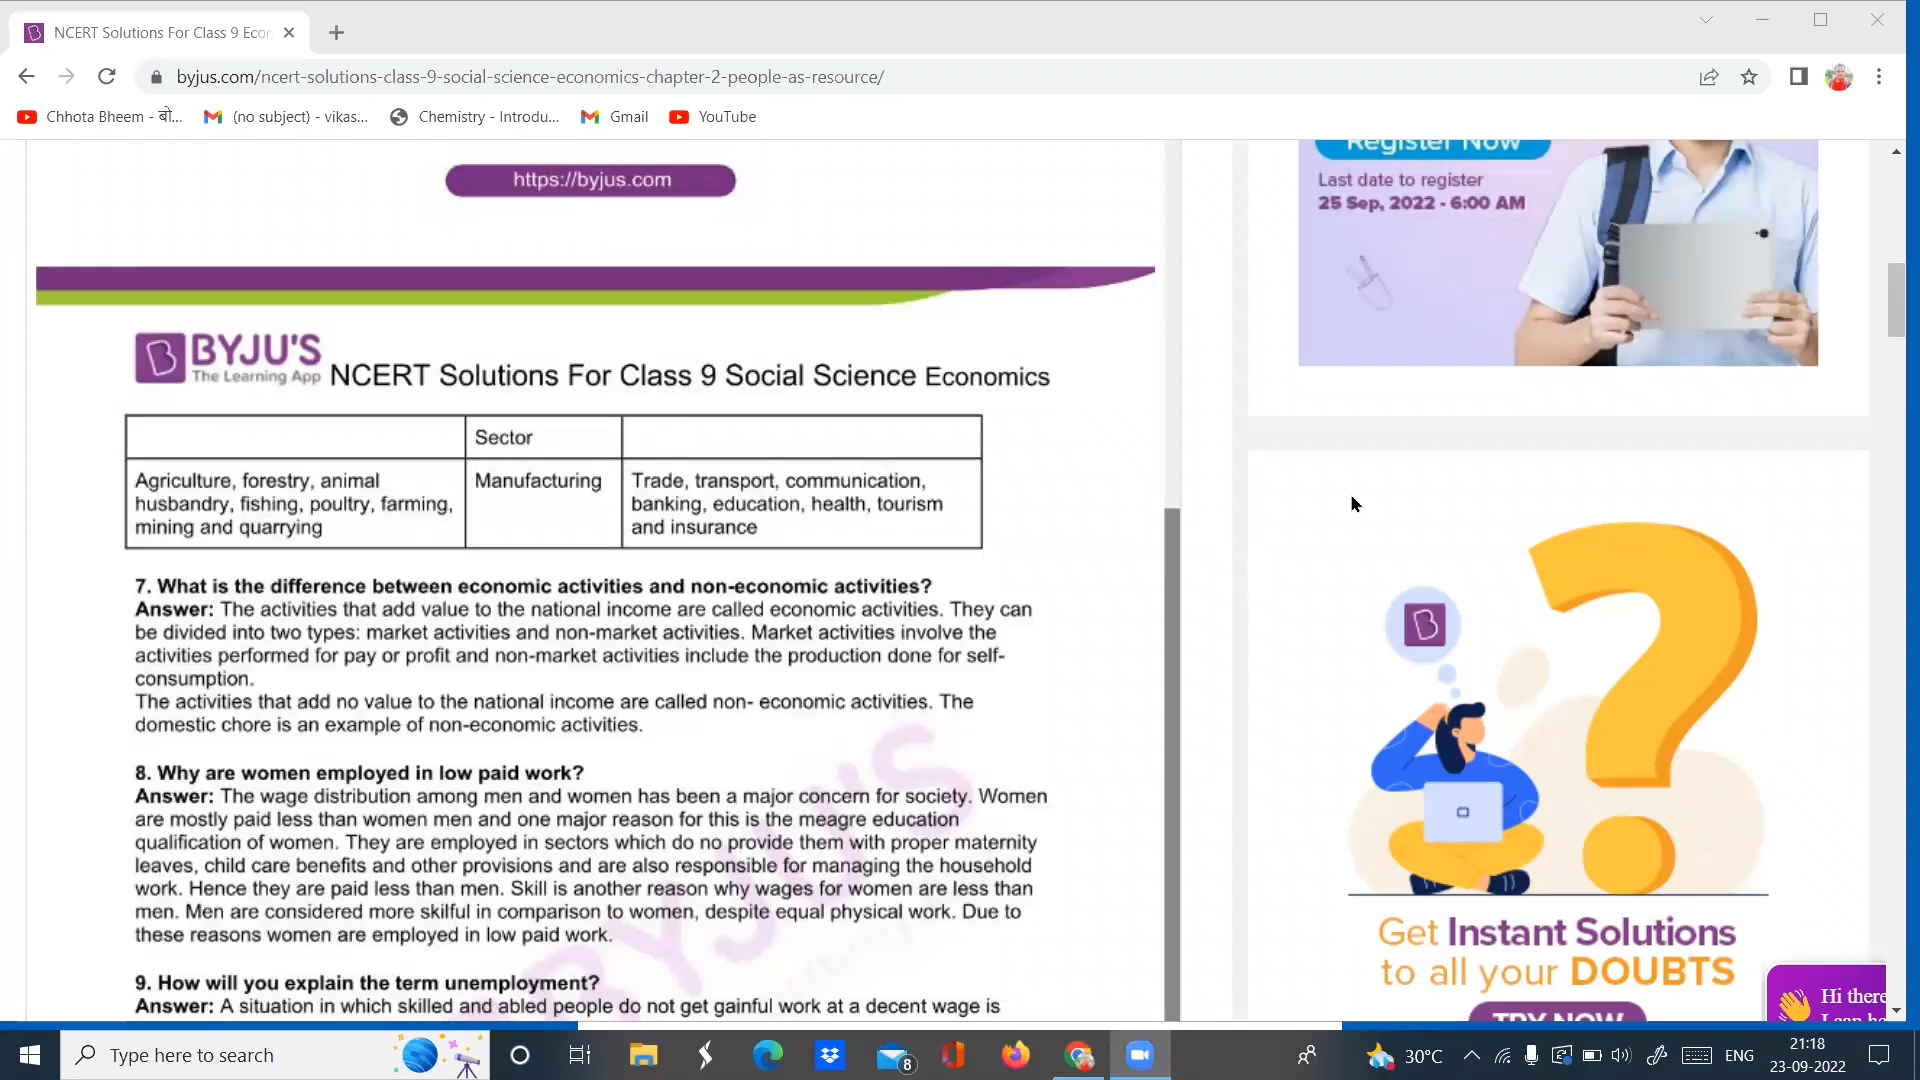 NCERT Solutions For Class 9 Econ
byjus.com/ncert-solutions-class-9-social-science-economics-chapter-2-people-as-resource/
Chhota Bheem - बो...
(no subject) - vikas...
Chemistry - Introdu...
Gmail
YouTube
https://byjus.com
Register Now
Last date to register
25 Sep, 2022 - 6:00 AM
BYJU'S
The Learning App
NCERT Solutions For Class 9 Social Science Economics
Sector
Agriculture, forestry, animal
husbandry, fishing, poultry, farming,
mining and quarrying
Manufacturing
Trade, transport, communication,
banking, education, health, tourism
and insurance
7. What is the difference between economic activities and non-economic activities?
Answer: The activities that add value to the national income are called economic activities. They can
be divided into two types: market activities and non-market activities. Market activities involve the
activities performed for pay or profit and non-market activities include the production done for self-
consumption.
The activities that add no value to the national income are called non- economic activities. The
domestic chore is an example of non-economic activities.
8. Why are women employed in low paid work?
Answer: The wage distribution among men and women has been a major concern for society. Women
are mostly paid less than women men and one major reason for this is the meagre education
qualification of women. They are employed in sectors which do no provide them with proper maternity
leaves, child care benefits and other provisions and are also responsible for managing the household
work. Hence they are paid less than men. Skill is another reason why wages for women are less than
men. Men are considered more skilful in comparison to women, despite equal physical work. Due to
these reasons women are employed in low paid work.
9. How will you explain the term unemployment?
Answer: A situation in which skilled and abled people do not get gainful work at a decent wage is
BYJU'S
Get Instant Solutions
to all your DOUBTS
TRY NOW
Hi there
Type here to search
8
30°C
ENG
21:18
23-09-2022